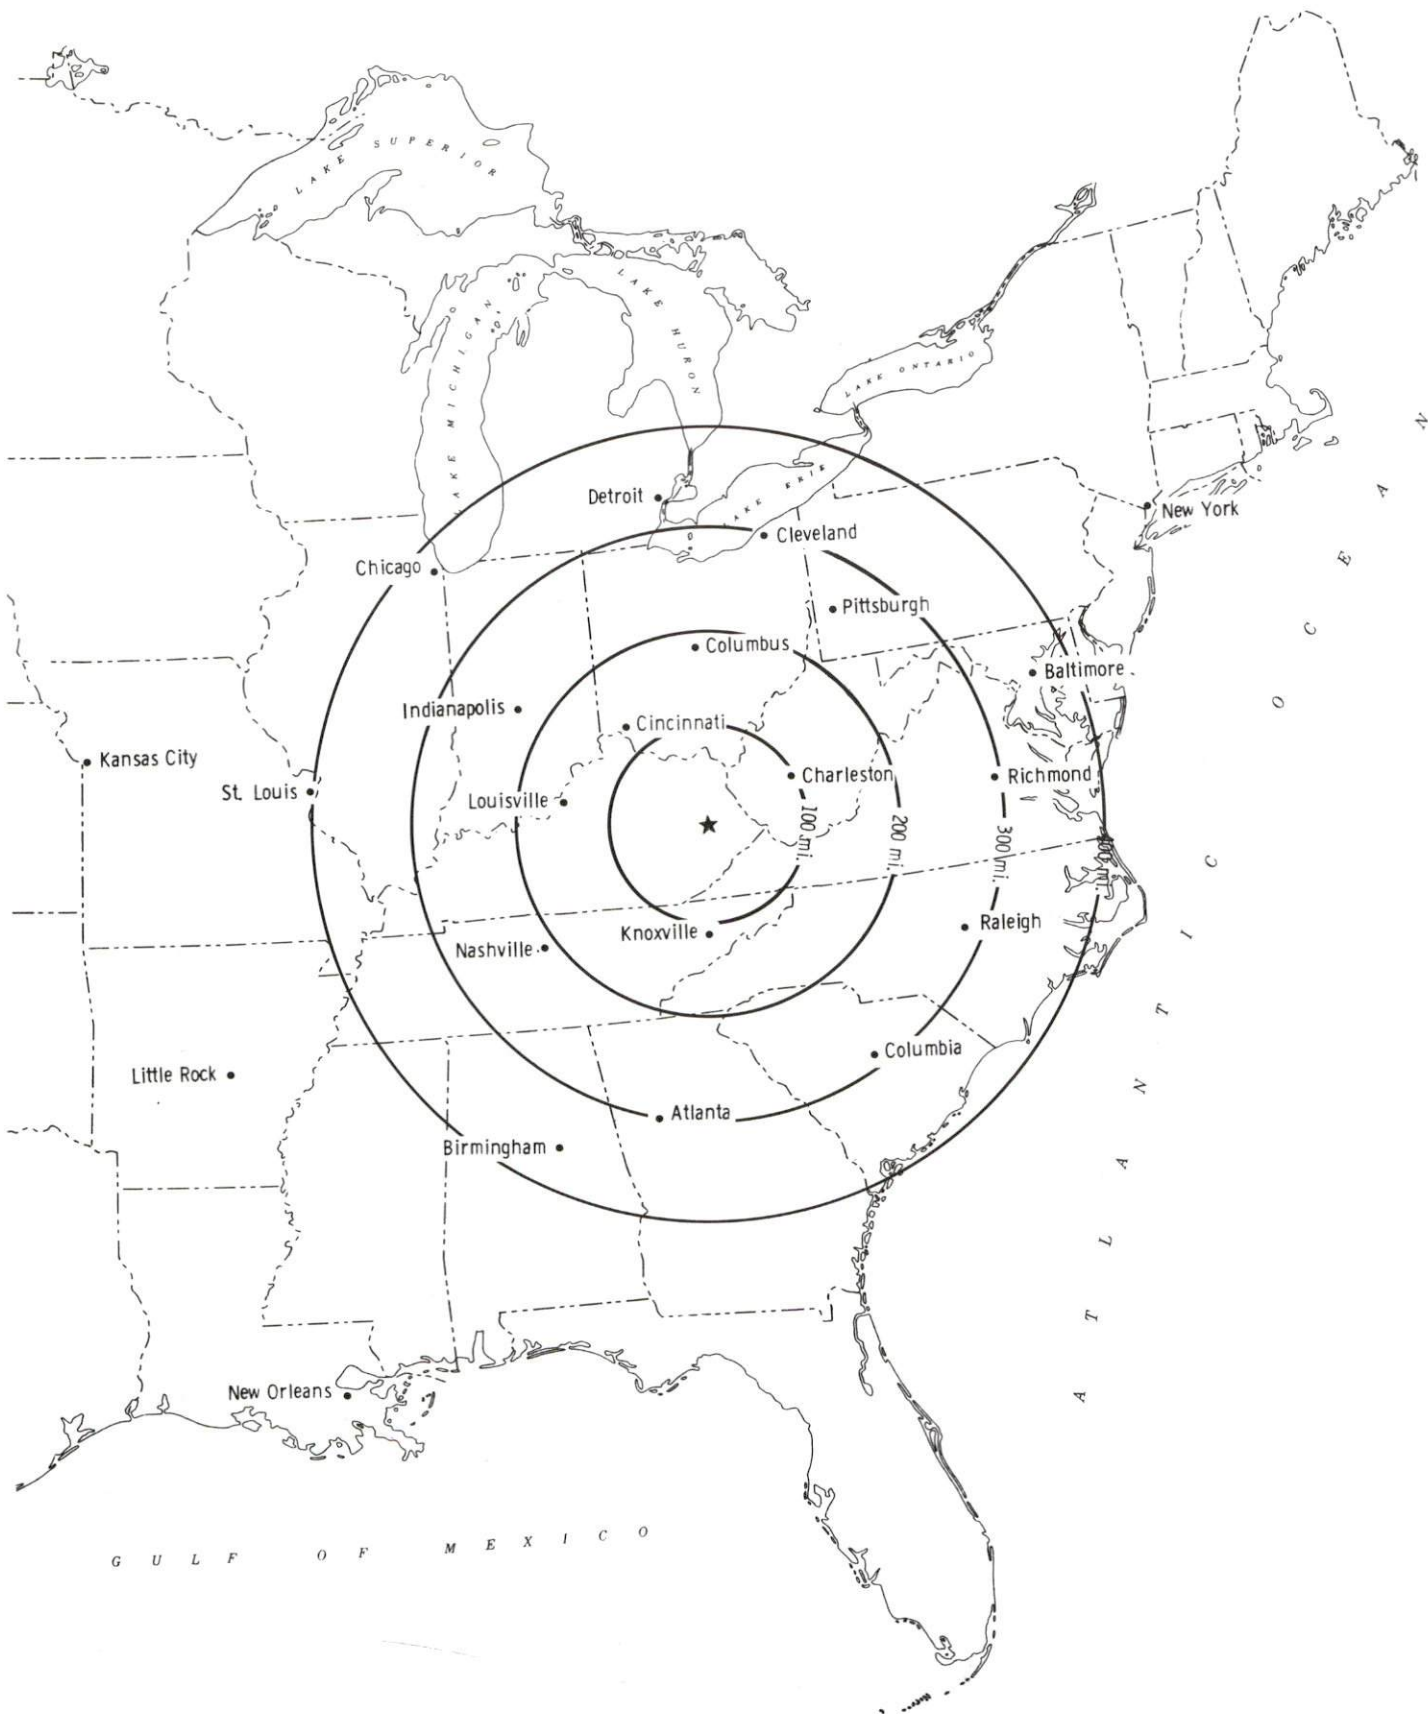 LAKE SUPERIOR
LAKE MICHIGAN
LAKE HURON
LAKE ONTARIO
LAKE ERIE
Detroit
Cleveland
New York
Chicago
Pittsburgh
Columbus
Baltimore
Indianapolis
Cincinnati
Kansas City
St. Louis
Louisville
Charleston
Richmond
100 mi.
200 mi.
300 mi.
400 mi.
Knoxville
Raleigh
Nashville
Little Rock
Columbia
Atlanta
Birmingham
New Orleans
ATLANTIC OCEAN
GULF OF MEXICO